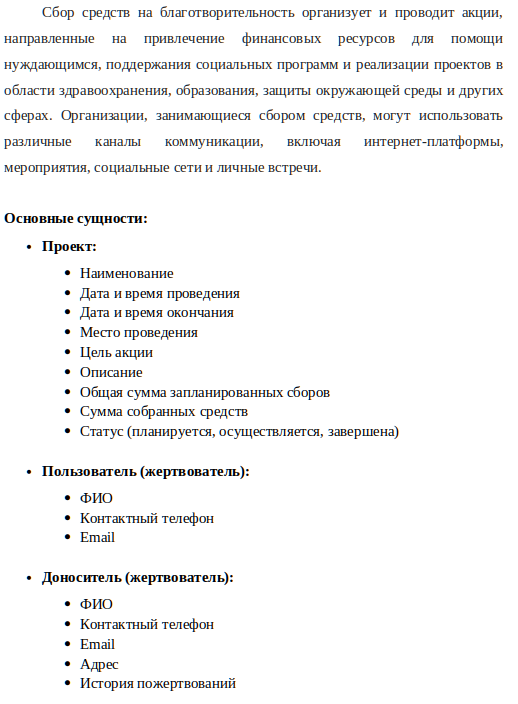 Сбор средств на благотворительность организует и проводит акции,
направленные на привлечение финансовых ресурсов для помощи
нуждающимся, поддержания социальных программ и реализации проектов в
области здравоохранения, образования, защиты окружающей среды и других
сферах. Организации, занимающиеся сбором средств, могут использовать
различные каналы коммуникации, включая интернет-платформы,
мероприятия, социальные сети и личные встречи.
Основные сущности:
• Проект:
• Наименование
• Дата и время проведения
• Дата и время окончания
• Место проведения
• Цель акции
• Описание
• Общая сумма запланированных сборов
• Сумма собранных средств
• Статус (планируется, осуществляется, завершена)
• Пользователь (жертвователь):
• ФИО
• Контактный телефон
• Email
• Доноситель (жертвователь):
• ФИО
• Контактный телефон
• Email
• Адрес
• История пожертвований